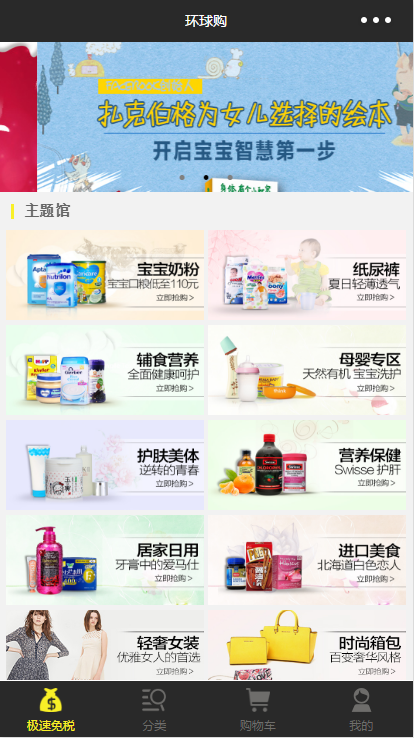 环球购
扎克伯格为女儿选择的绘本
开启宝宝智慧第一步
主题馆
宝宝奶粉
宝宝口粮低至110元
立即抢购 >
纸尿裤
夏日轻薄透气
立即抢购 >
辅食营养
全面健康呵护
立即抢购 >
母婴专区
天然有机 宝宝洗护
立即抢购 >
护肤美体
逆转的青春
立即抢购 >
营养保健
Swisse 护肝
立即抢购 >
居家日用
牙膏中的爱马仕
立即抢购 >
进口美食
北海道白色恋人
立即抢购 >
轻奢女装
优雅女人的首选
立即抢购 >
时尚箱包
百变奢华风格
立即抢购 >
极速免税
分类
购物车
我的